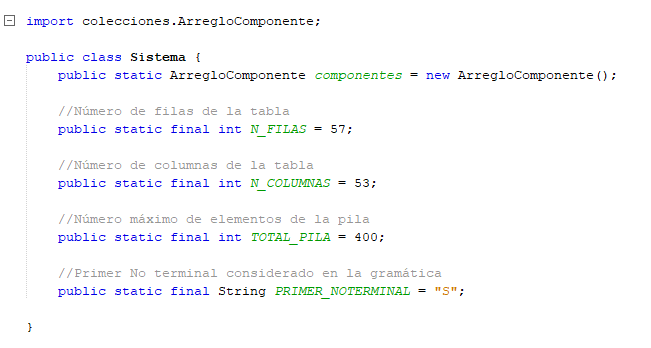 import colecciones.ArregloComponente;
public class Sistema {
public static ArregloComponente componentes = new ArregloComponente();
//Número de filas de la tabla
public static final int N_FILAS = 57;
//Número de columnas de la tabla
public static final int N_COLUMNAS = 53;
//Número máximo de elementos de la pila
public static final int TOTAL_PILA = 400;
//Primer No terminal considerado en la gramática
public static final String PRIMER_NOTERMINAL = "S";
}